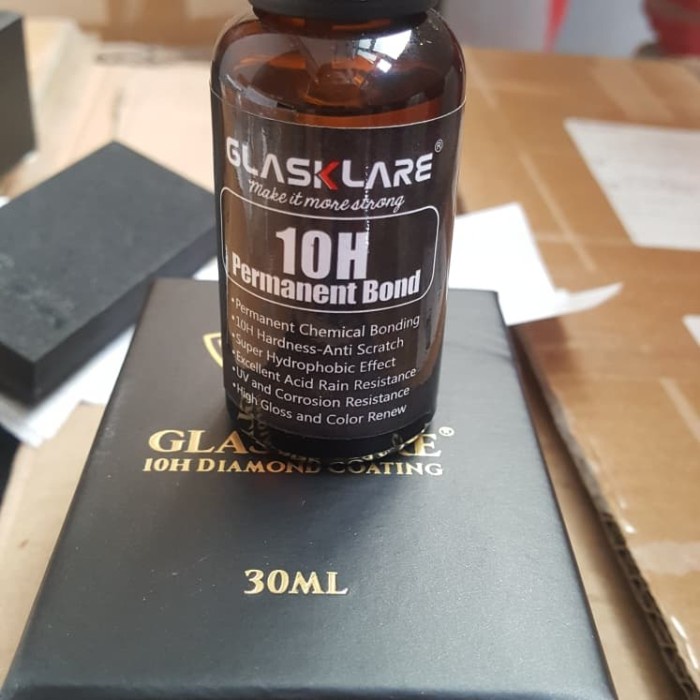 GLASKLARE®
Make it more strong
10H
Permanent Bond
•Permanent Chemical Bonding
•10H Hardness-Anti Scratch
•Super Hydrophobic Effect
•Excellent Acid Rain Resistance
•UV and Corrosion Resistance
•High Gloss and Color Renew
GLASKLARE®
10H DIAMOND COATING
30ML